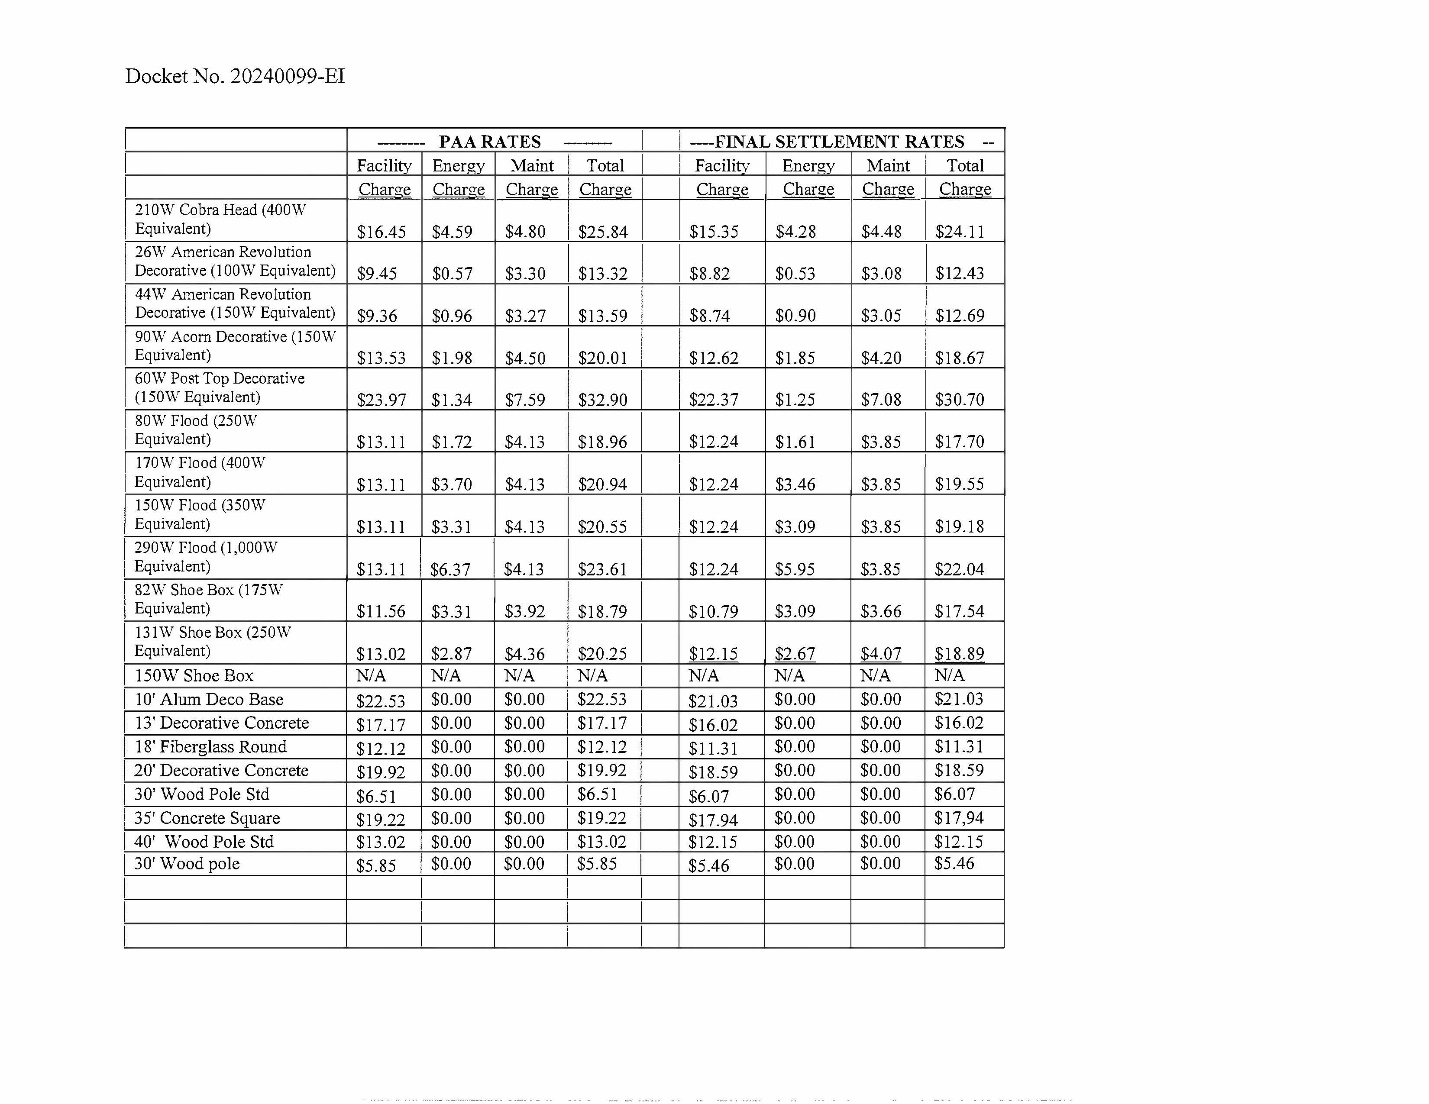 Docket No. 20240099-EI
-------- PAA RATES -------- ----FINAL SETTLEMENT RATES --
Facility Energy Maint Total Facility Energy Maint Total
Charge Charge Charge Charge Charge Charge Charge Charge
210W Cobra Head (400W
Equivalent) $16.45 $4.59 $4.80 $25.84 $15.35 $4.28 $4.48 $24.11
26W American Revolution
Decorative (100W Equivalent) $9.45 $0.57 $3.30 $13.32 $8.82 $0.53 $3.08 $12.43
44W American Revolution
Decorative (150W Equivalent) $9.36 $0.96 $3.27 $13.59 $8.74 $0.90 $3.05 $12.69
90W Acorn Decorative (150W
Equivalent) $13.53 $1.98 $4.50 $20.01 $12.62 $1.85 $4.20 $18.67
60W Post Top Decorative
(150W Equivalent) $23.97 $1.34 $7.59 $32.90 $22.37 $1.25 $7.08 $30.70
80W Flood (250W
Equivalent) $13.11 $1.72 $4.13 $18.96 $12.24 $1.61 $3.85 $17.70
170W Flood (400W
Equivalent) $13.11 $3.70 $4.13 $20.94 $12.24 $3.46 $3.85 $19.55
150W Flood (350W
Equivalent) $13.11 $3.31 $4.13 $20.55 $12.24 $3.09 $3.85 $19.18
290W Flood (1,000W
Equivalent) $13.11 $6.37 $4.13 $23.61 $12.24 $5.95 $3.85 $22.04
82W Shoe Box (175W
Equivalent) $11.56 $3.31 $3.92 $18.79 $10.79 $3.09 $3.66 $17.54
131W Shoe Box (250W
Equivalent) $13.02 $2.87 $4.36 $20.25 $12.15 $2.67 $4.07 $18.89
150W Shoe Box N/A N/A N/A N/A N/A N/A N/A N/A
10' Alum Deco Base $22.53 $0.00 $0.00 $22.53 $21.03 $0.00 $0.00 $21.03
13' Decorative Concrete $17.17 $0.00 $0.00 $17.17 $16.02 $0.00 $0.00 $16.02
18' Fiberglass Round $12.12 $0.00 $0.00 $12.12 $11.31 $0.00 $0.00 $11.31
20' Decorative Concrete $19.92 $0.00 $0.00 $19.92 $18.59 $0.00 $0.00 $18.59
30' Wood Pole Std $6.51 $0.00 $0.00 $6.51 $6.07 $0.00 $0.00 $6.07
35' Concrete Square $19.22 $0.00 $0.00 $19.22 $17.94 $0.00 $0.00 $17,94
40' Wood Pole Std $13.02 $0.00 $0.00 $13.02 $12.15 $0.00 $0.00 $12.15
30' Wood pole $5.85 $0.00 $0.00 $5.85 $5.46 $0.00 $0.00 $5.46